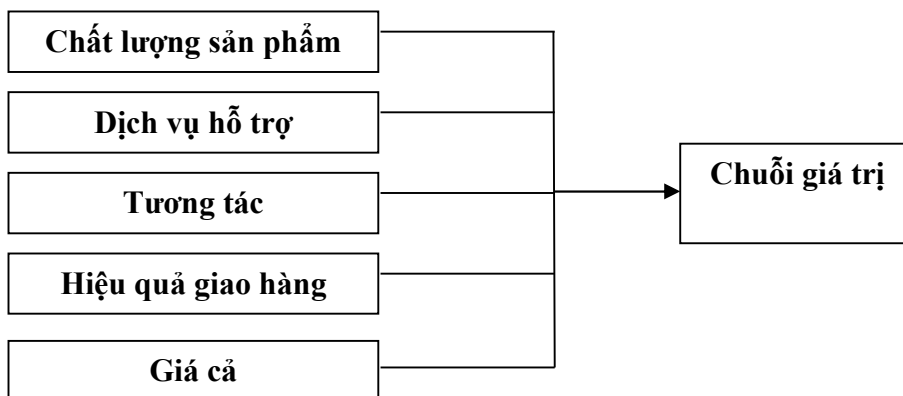 Chất lượng sản phẩm
Dịch vụ hỗ trợ
Tương tác
Hiệu quả giao hàng
Giá cả
Chuỗi giá trị